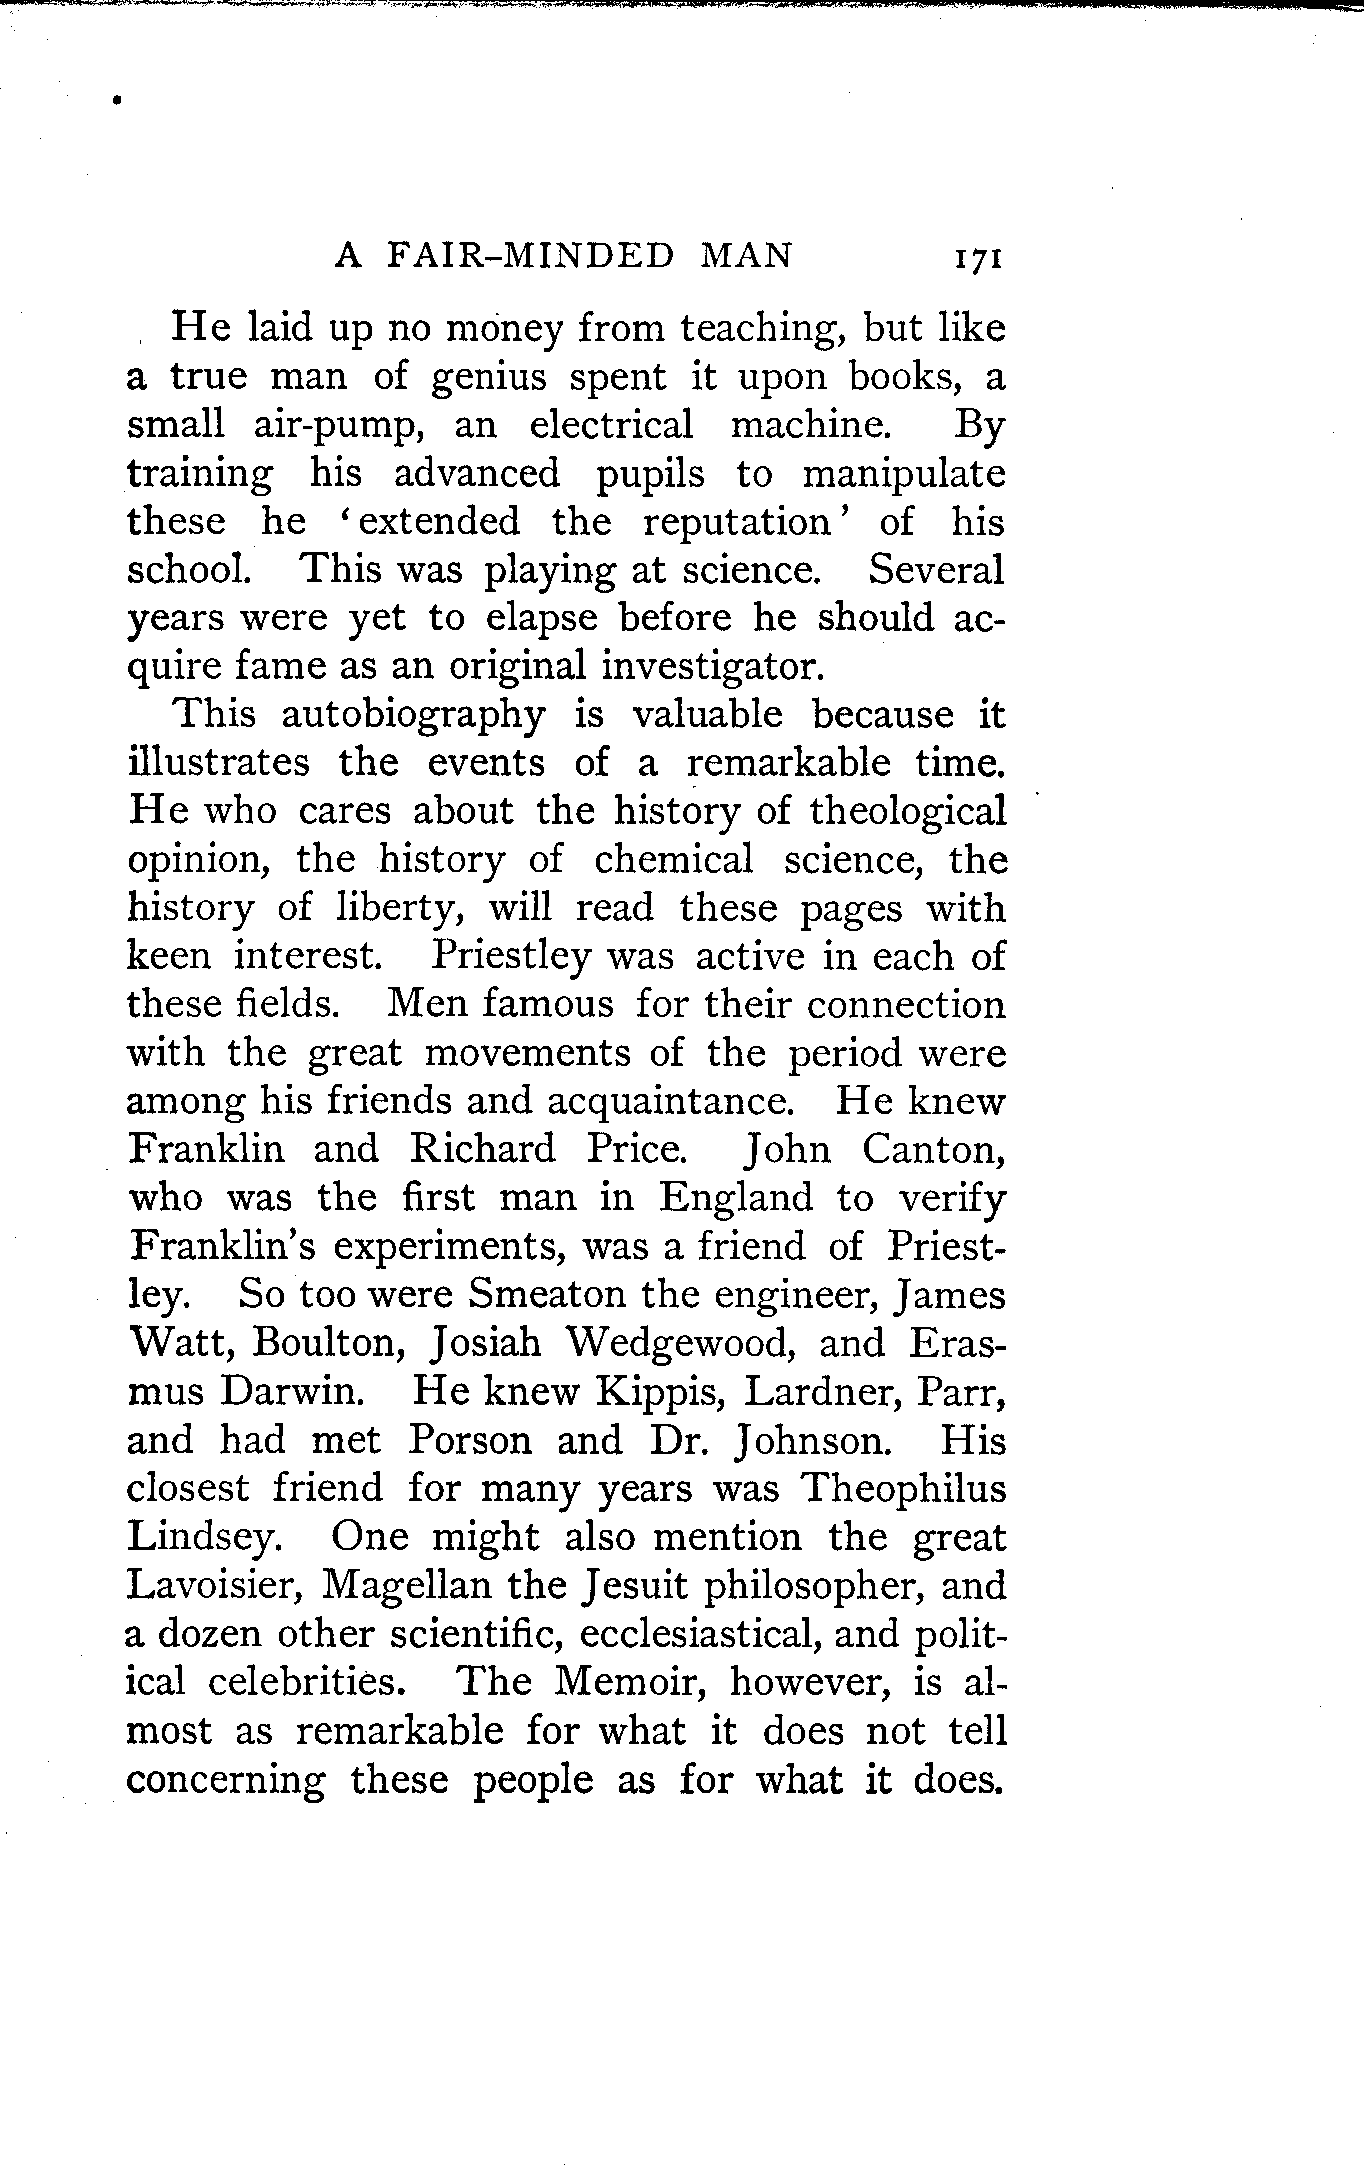 A FAIR-MINDED MAN 171
He laid up no money from teaching, but like
a true man of genius spent it upon books, a
small air-pump, an electrical machine. By
training his advanced pupils to manipulate
these he ‘extended the reputation’ of his
school. This was playing at science. Several
years were yet to elapse before he should ac-
quire fame as an original investigator.
This autobiography is valuable because it
illustrates the events of a remarkable time.
He who cares about the history of theological
opinion, the history of chemical science, the
history of liberty, will read these pages with
keen interest. Priestley was active in each of
these fields. Men famous for their connection
with the great movements of the period were
among his friends and acquaintance. He knew
Franklin and Richard Price. John Canton,
who was the first man in England to verify
Franklin's experiments, was a friend of Priest-
ley. So too were Smeaton the engineer, James
Watt, Boulton, Josiah Wedgewood, and Eras-
mus Darwin. He knew Kippis, Lardner, Parr,
and had met Porson and Dr. Johnson. His
closest friend for many years was Theophilus
Lindsey. One might also mention the great
Lavoisier, Magellan the Jesuit philosopher, and
a dozen other scientific, ecclesiastical, and polit-
ical celebrities. The Memoir, however, is al-
most as remarkable for what it does not tell
concerning these people as for what it does.